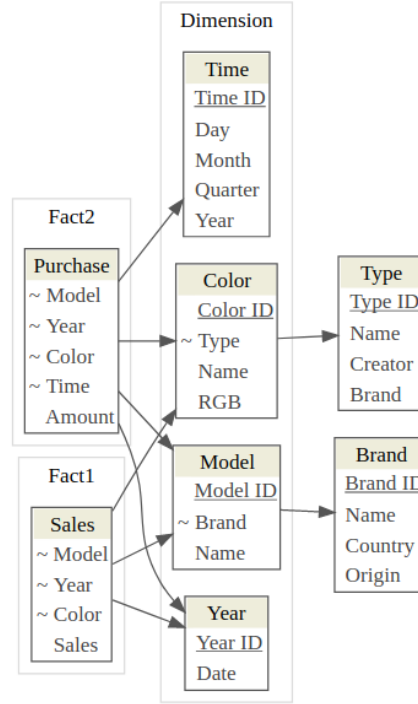 Dimension
Time
Time ID
Day
Month
Quarter
Year
Fact2
Purchase
~ Model
~ Year
~ Color
~ Time
Amount
Color
Color ID
~ Type
Name
RGB
Type
Type ID
Name
Creator
Brand
Fact1
Sales
~ Model
~ Year
~ Color
Sales
Model
Model ID
~ Brand
Name
Brand
Brand ID
Name
Country
Origin
Year
Year ID
Date